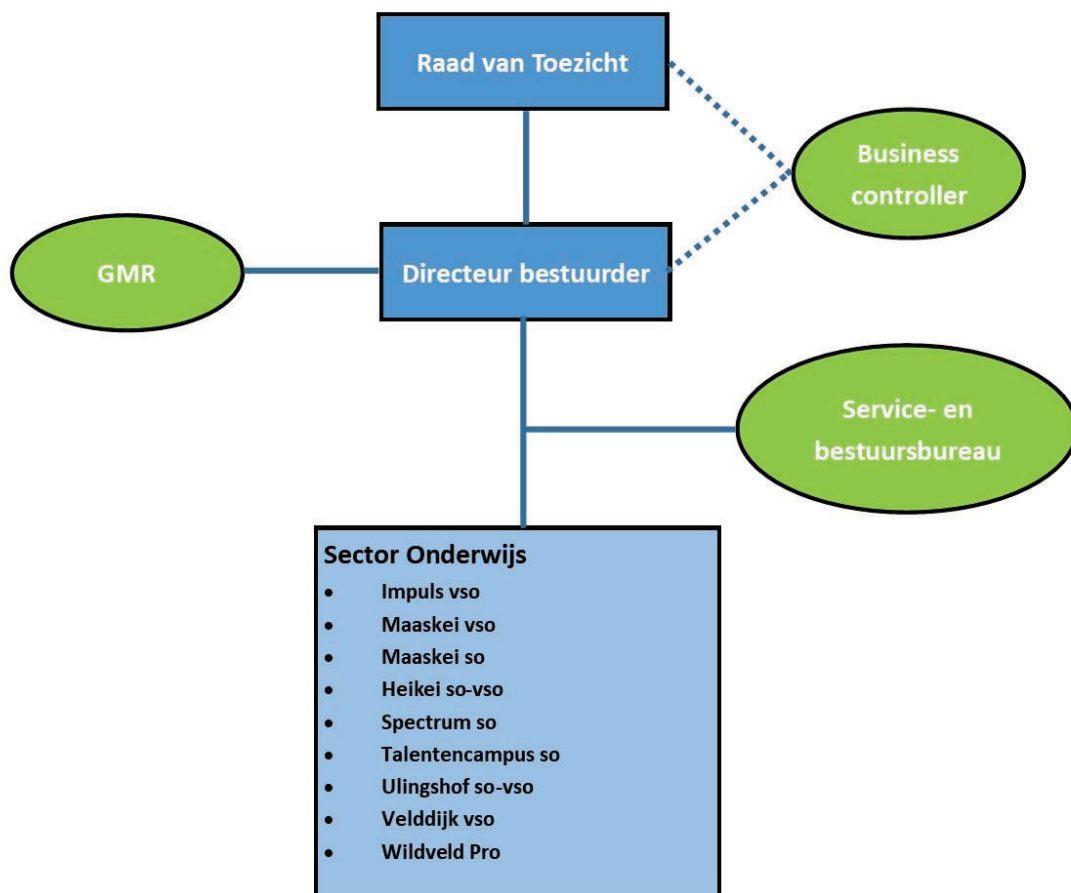 Raad van Toezicht
Business
controller
GMR
Directeur bestuurder
Service- en
bestuursbureau
Sector Onderwijs
• Impuls vso
• Maaskei vso
• Maaskei so
• Heikei so-vso
• Spectrum so
• Talentencampus so
• Ulingshof so-vso
• Velddijk vso
• Wildveld Pro